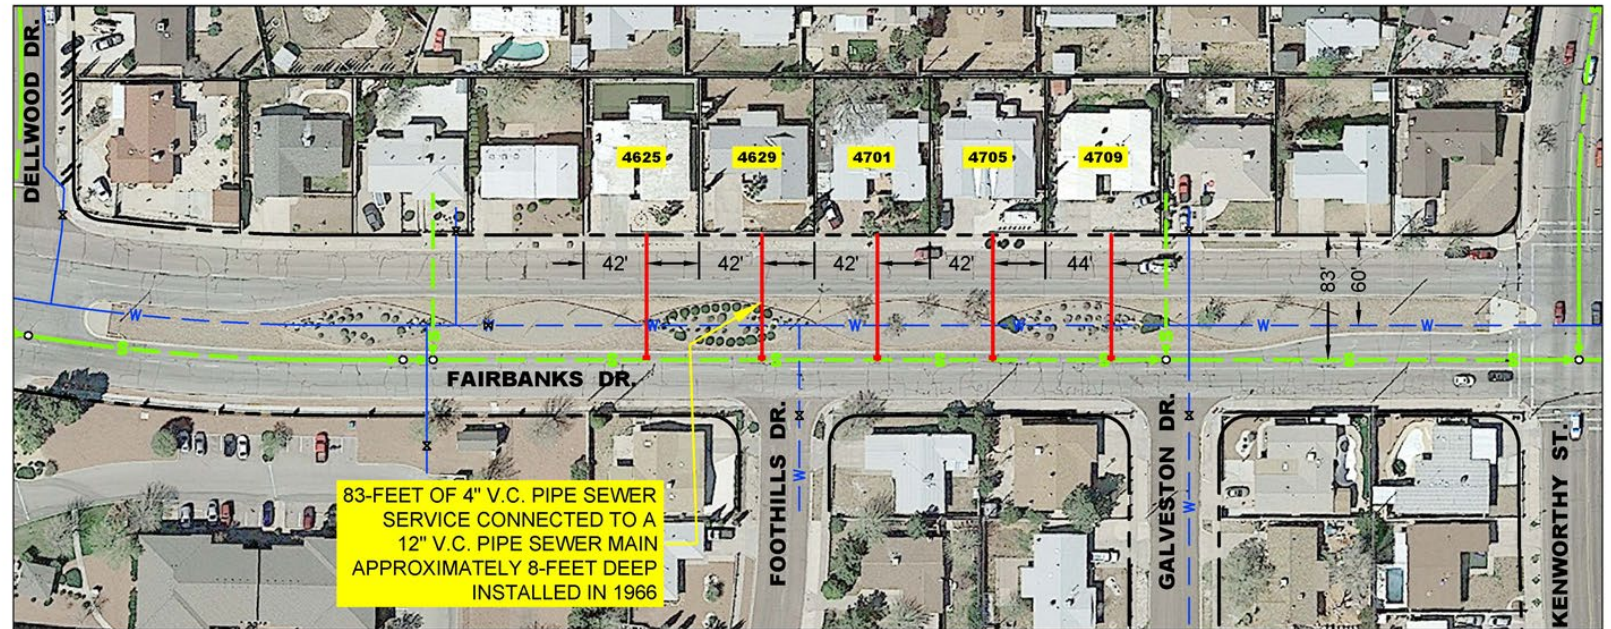 DELLWOOD DR.
4625
4629
4701
4705
4709
42'
42'
42'
42'
44'
83'
60'
W
W
W
W
W
W
S
S
S
S
S
S
S
S
FAIRBANKS DR.
FOOTHILLS DR.
W
GALVESTON DR.
W
KENWORTHY ST.
83-FEET OF 4" V.C. PIPE SEWER
SERVICE CONNECTED TO A
12" V.C. PIPE SEWER MAIN
APPROXIMATELY 8-FEET DEEP
INSTALLED IN 1966